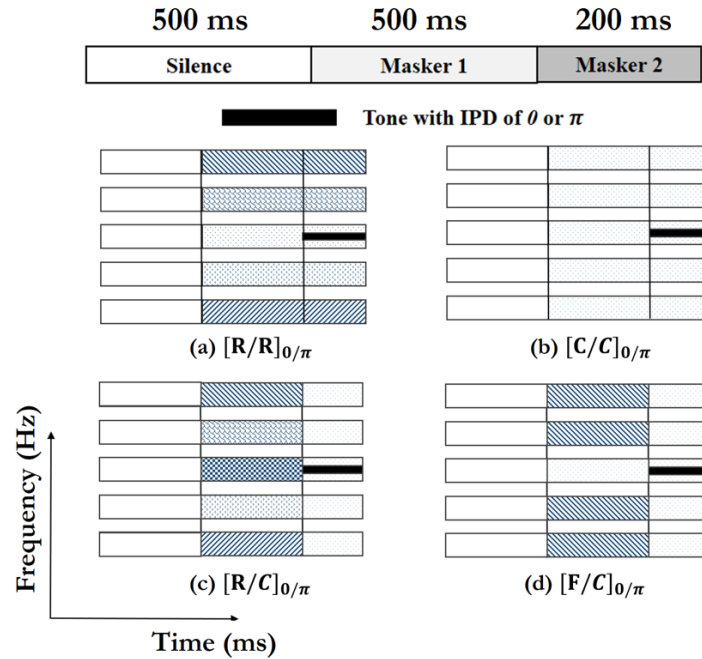 500 ms 500 ms 200 ms
Silence Masker 1 Masker 2
Tone with IPD of 0 or π
(a) [R/R]0/π (b) [C/C]0/π
(c) [R/C]0/π (d) [F/C]0/π
Frequency (Hz)
Time (ms)